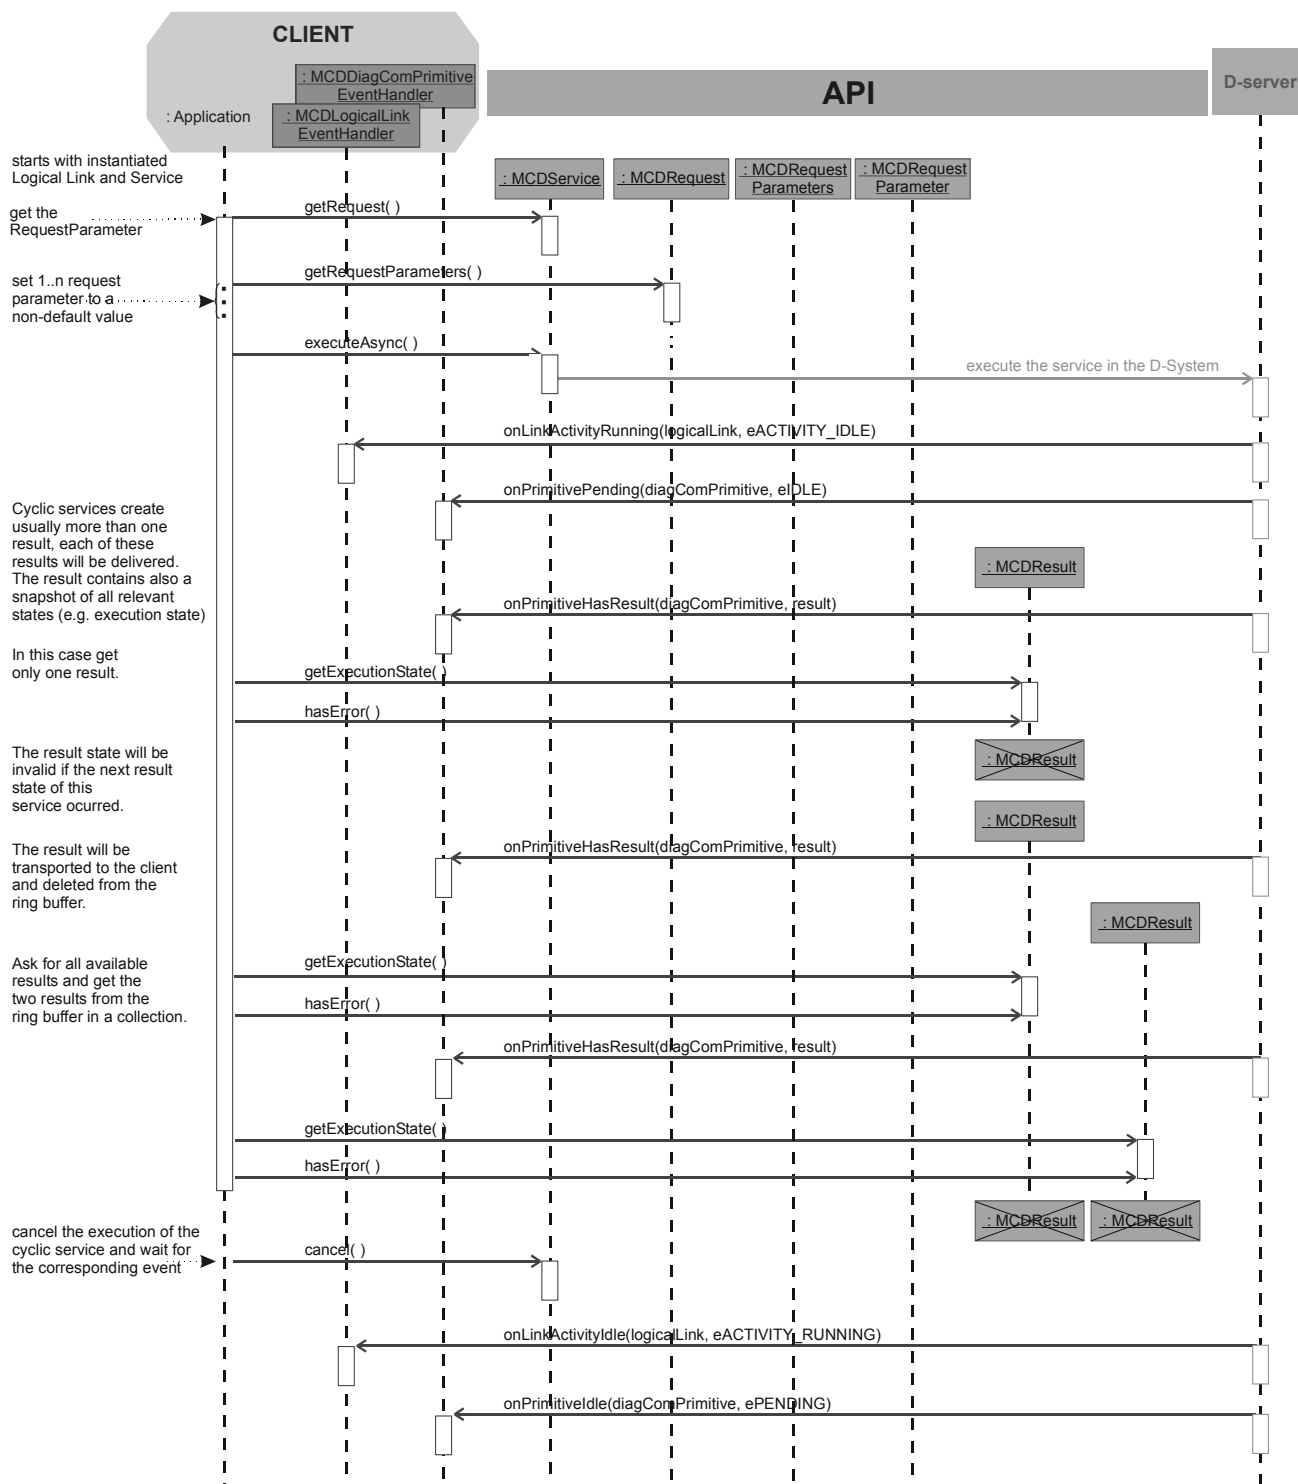 CLIENT
: MCDDiagComPrimitive
EventHandler
API
D-server
: Application
: MCDLogicalLink
EventHandler
starts with instantiated
Logical Link and Service
: MCDService
: MCDRequest
: MCDRequest
Parameters
: MCDRequest
Parameter
get the
RequestParameter
getRequest( )
set 1..n request
parameter to a
non-default value
getRequestParameters( )
executeAsync( )
execute the service in the D-System
onLinkActivityRunning(logicalLink, eACTIVITY_IDLE)
onPrimitivePending(diagComPrimitive, eIDLE)
Cyclic services create
usually more than one
result, each of these
results will be delivered.
The result contains also a
snapshot of all relevant
states (e.g. execution state)
: MCDResult
onPrimitiveHasResult(diagComPrimitive, result)
In this case get
only one result.
getExecutionState( )
hasError( )
The result state will be
invalid if the next result
state of this
service ocurred.
: MCDResult
: MCDResult
The result will be
transported to the client
and deleted from the
ring buffer.
onPrimitiveHasResult(diagComPrimitive, result)
: MCDResult
Ask for all available
results and get the
two results from the
ring buffer in a collection.
getExecutionState( )
hasError( )
onPrimitiveHasResult(diagComPrimitive, result)
getExecutionState( )
hasError( )
: MCDResult
: MCDResult
cancel the execution of the
cyclic service and wait for
the corresponding event
cancel( )
onLinkActivityIdle(logicalLink, eACTIVITY_RUNNING)
onPrimitiveIdle(diagComPrimitive, ePENDING)